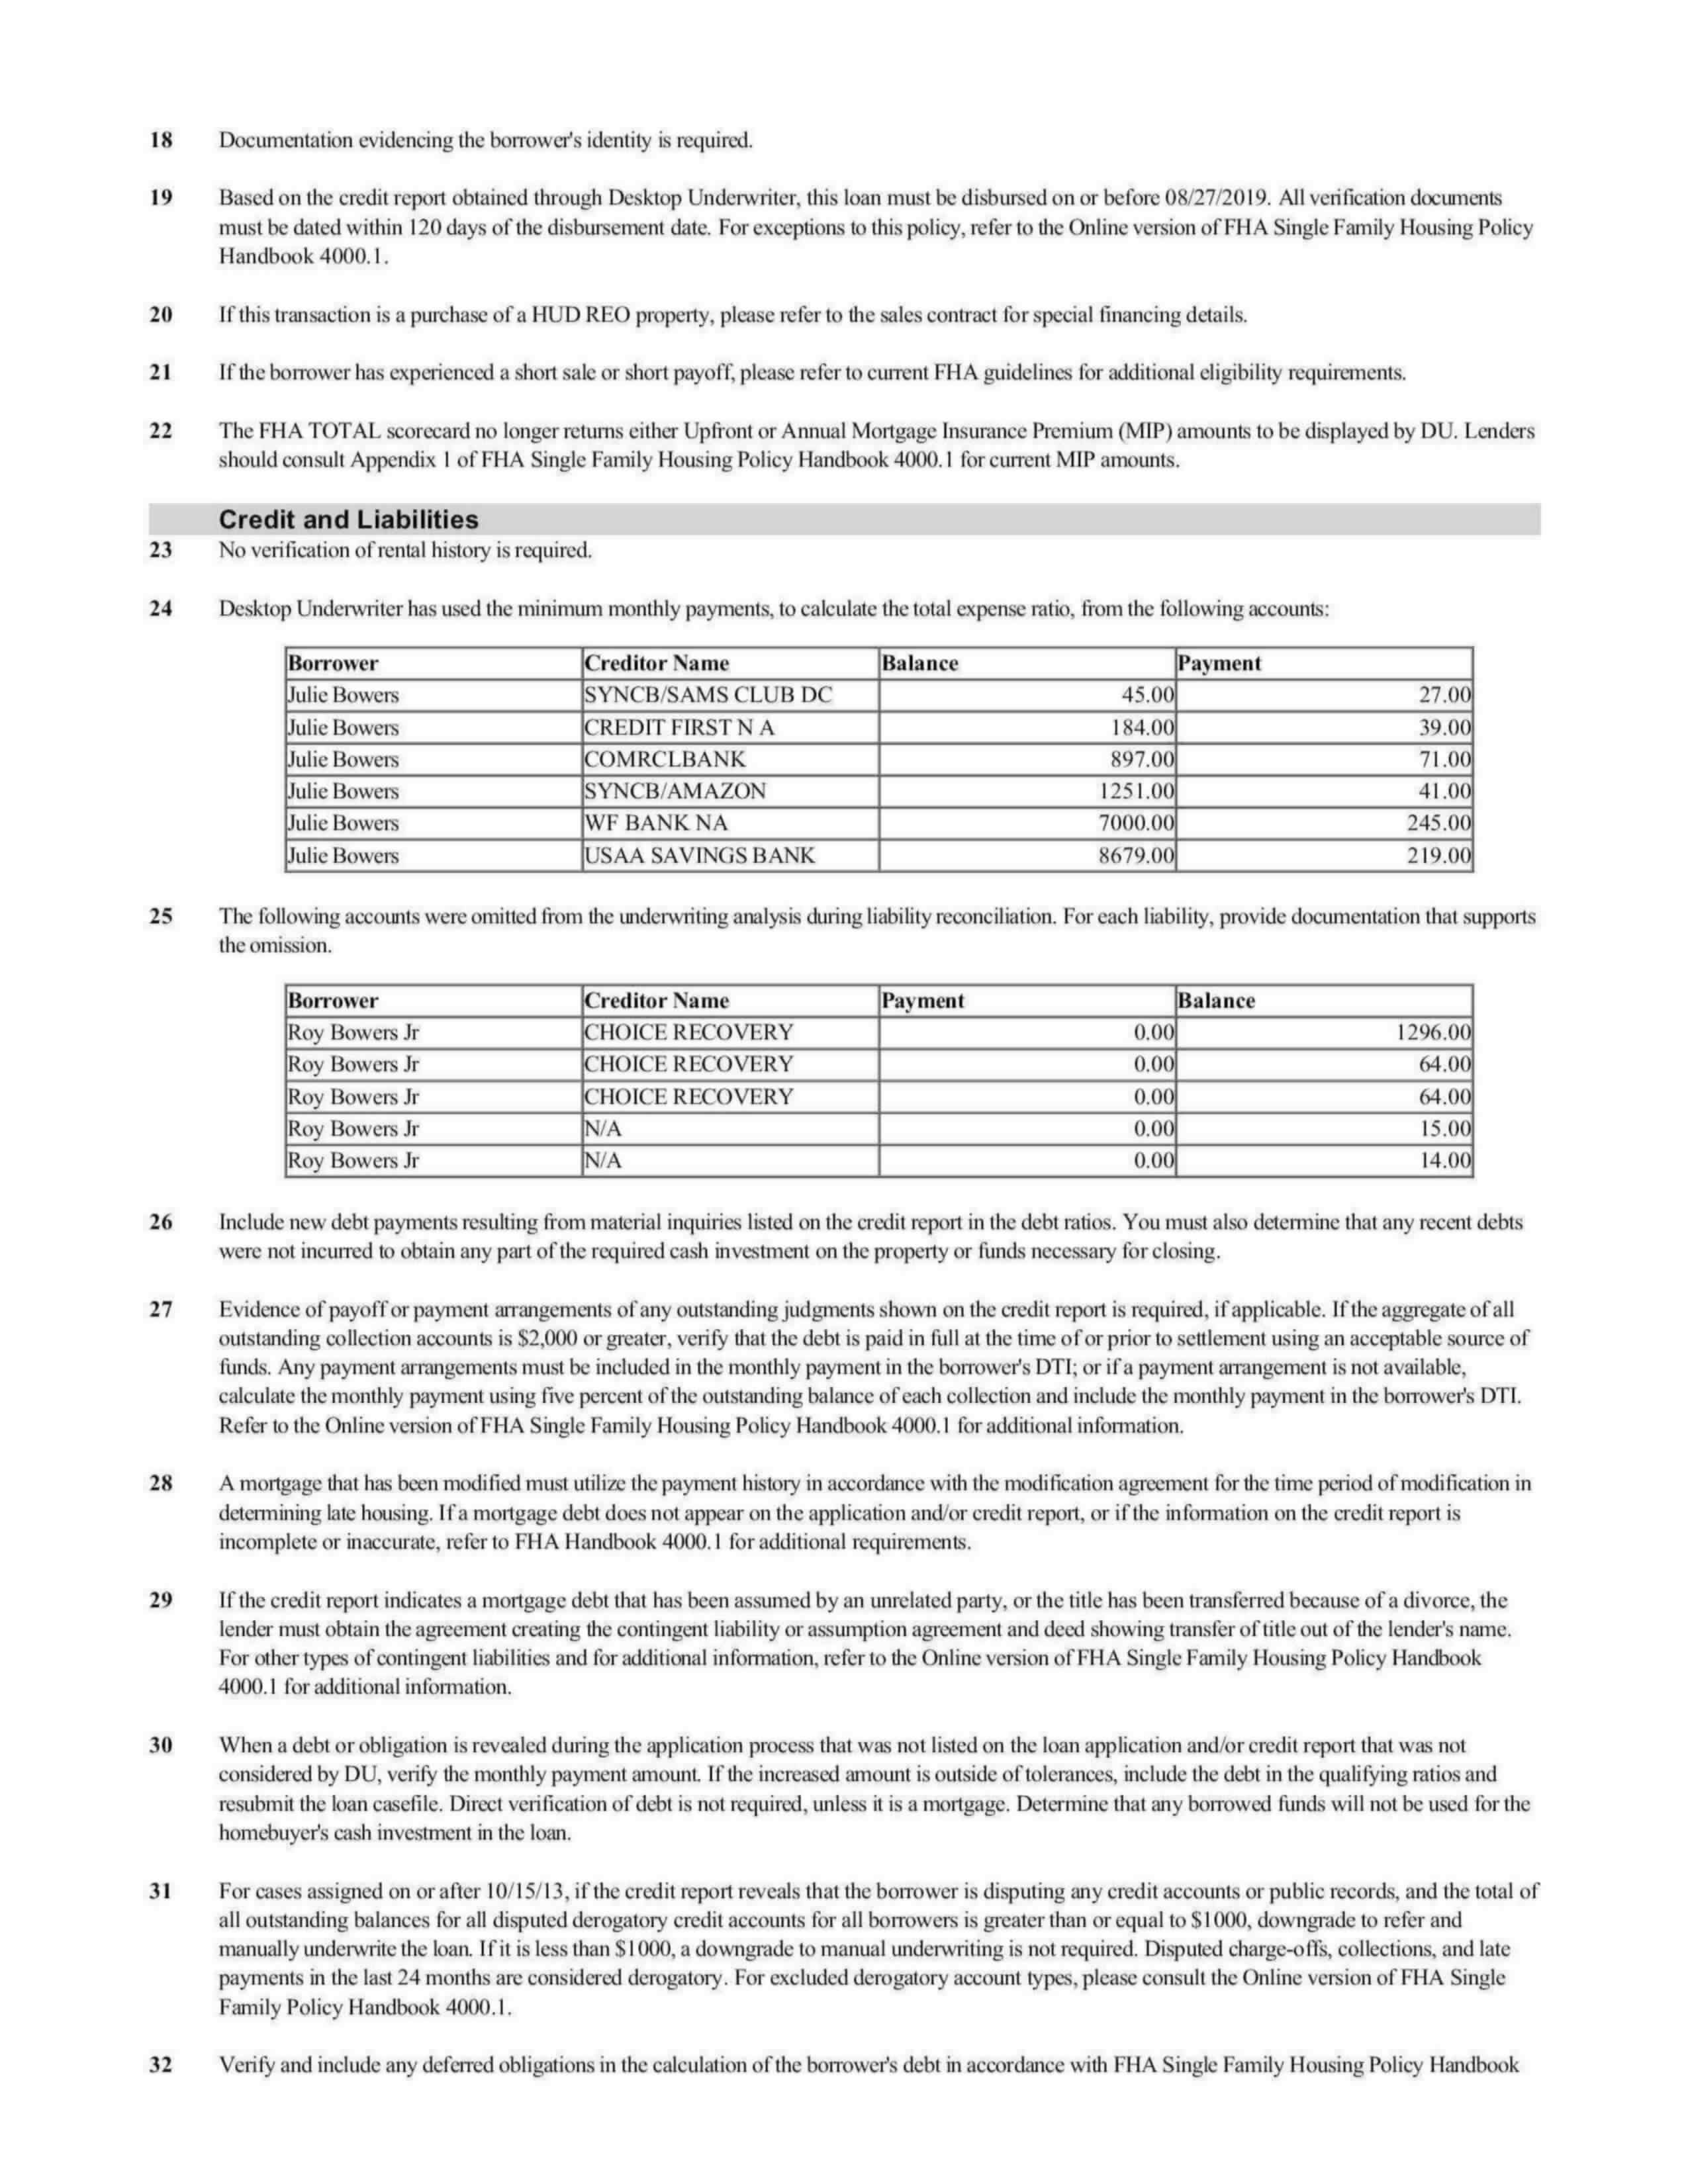 18 Documentation evidencing the borrower's identity is required.
19 Based on the credit report obtained through Desktop Underwriter, this loan must be disbursed on or before 08/27/2019. All verification documents
must be dated within 120 days of the disbursement date. For exceptions to this policy, refer to the Online version of FHA Single Family Housing Policy
Handbook 4000.1.
20 If this transaction is a purchase of a HUD REO property, please refer to the sales contract for special financing details.
21 If the borrower has experienced a short sale or short payoff, please refer to current FHA guidelines for additional eligibility requirements.
22 The FHA TOTAL scorecard no longer returns either Upfront or Annual Mortgage Insurance Premium (MIP) amounts to be displayed by DU. Lenders
should consult Appendix 1 of FHA Single Family Housing Policy Handbook 4000.1 for current MIP amounts.
Credit and Liabilities
23 No verification of rental history is required.
24 Desktop Underwriter has used the minimum monthly payments, to calculate the total expense ratio, from the following accounts:
Borrower Creditor Name Balance Payment
Julie Bowers SYNCB/SAMS CLUB DC 45.00 27.00
Julie Bowers CREDIT FIRST N A 184.00 39.00
Julie Bowers COMRCLBANK 897.00 71.00
Julie Bowers SYNCB/AMAZON 1251.00 41.00
Julie Bowers WF BANK NA 7000.00 245.00
Julie Bowers USAA SAVINGS BANK 8679.00 219.00
25 The following accounts were omitted from the underwriting analysis during liability reconciliation. For each liability, provide documentation that supports
the omission.
Borrower Creditor Name Payment Balance
Roy Bowers Jr CHOICE RECOVERY 0.00 1296.00
Roy Bowers Jr CHOICE RECOVERY 0.00 64.00
Roy Bowers Jr CHOICE RECOVERY 0.00 64.00
Roy Bowers Jr N/A 0.00 15.00
Roy Bowers Jr N/A 0.00 14.00
26 Include new debt payments resulting from material inquiries listed on the credit report in the debt ratios. You must also determine that any recent debts
were not incurred to obtain any part of the required cash investment on the property or funds necessary for closing.
27 Evidence of payoff or payment arrangements of any outstanding judgments shown on the credit report is required, if applicable. If the aggregate of all
outstanding collection accounts is $2,000 or greater, verify that the debt is paid in full at the time of or prior to settlement using an acceptable source of
funds. Any payment arrangements must be included in the monthly payment in the borrower's DTI; or if a payment arrangement is not available,
calculate the monthly payment using five percent of the outstanding balance of each collection and include the monthly payment in the borrower's DTI.
Refer to the Online version of FHA Single Family Housing Policy Handbook 4000.1 for additional information.
28 A mortgage that has been modified must utilize the payment history in accordance with the modification agreement for the time period of modification in
determining late housing. If a mortgage debt does not appear on the application and/or credit report, or if the information on the credit report is
incomplete or inaccurate, refer to FHA Handbook 4000.1 for additional requirements.
29 If the credit report indicates a mortgage debt that has been assumed by an unrelated party, or the title has been transferred because of a divorce, the
lender must obtain the agreement creating the contingent liability or assumption agreement and deed showing transfer of title out of the lender's name.
For other types of contingent liabilities and for additional information, refer to the Online version of FHA Single Family Housing Policy Handbook
4000.1 for additional information.
30 When a debt or obligation is revealed during the application process that was not listed on the loan application and/or credit report that was not
considered by DU, verify the monthly payment amount. If the increased amount is outside of tolerances, include the debt in the qualifying ratios and
resubmit the loan casefile. Direct verification of debt is not required, unless it is a mortgage. Determine that any borrowed funds will not be used for the
homebuyer's cash investment in the loan.
31 For cases assigned on or after 10/15/13, if the credit report reveals that the borrower is disputing any credit accounts or public records, and the total of
all outstanding balances for all disputed derogatory credit accounts for all borrowers is greater than or equal to $1000, downgrade to refer and
manually underwrite the loan. If it is less than $1000, a downgrade to manual underwriting is not required. Disputed charge-offs, collections, and late
payments in the last 24 months are considered derogatory. For excluded derogatory account types, please consult the Online version of FHA Single
Family Policy Handbook 4000.1.
32 Verify and include any deferred obligations in the calculation of the borrower's debt in accordance with FHA Single Family Housing Policy Handbook